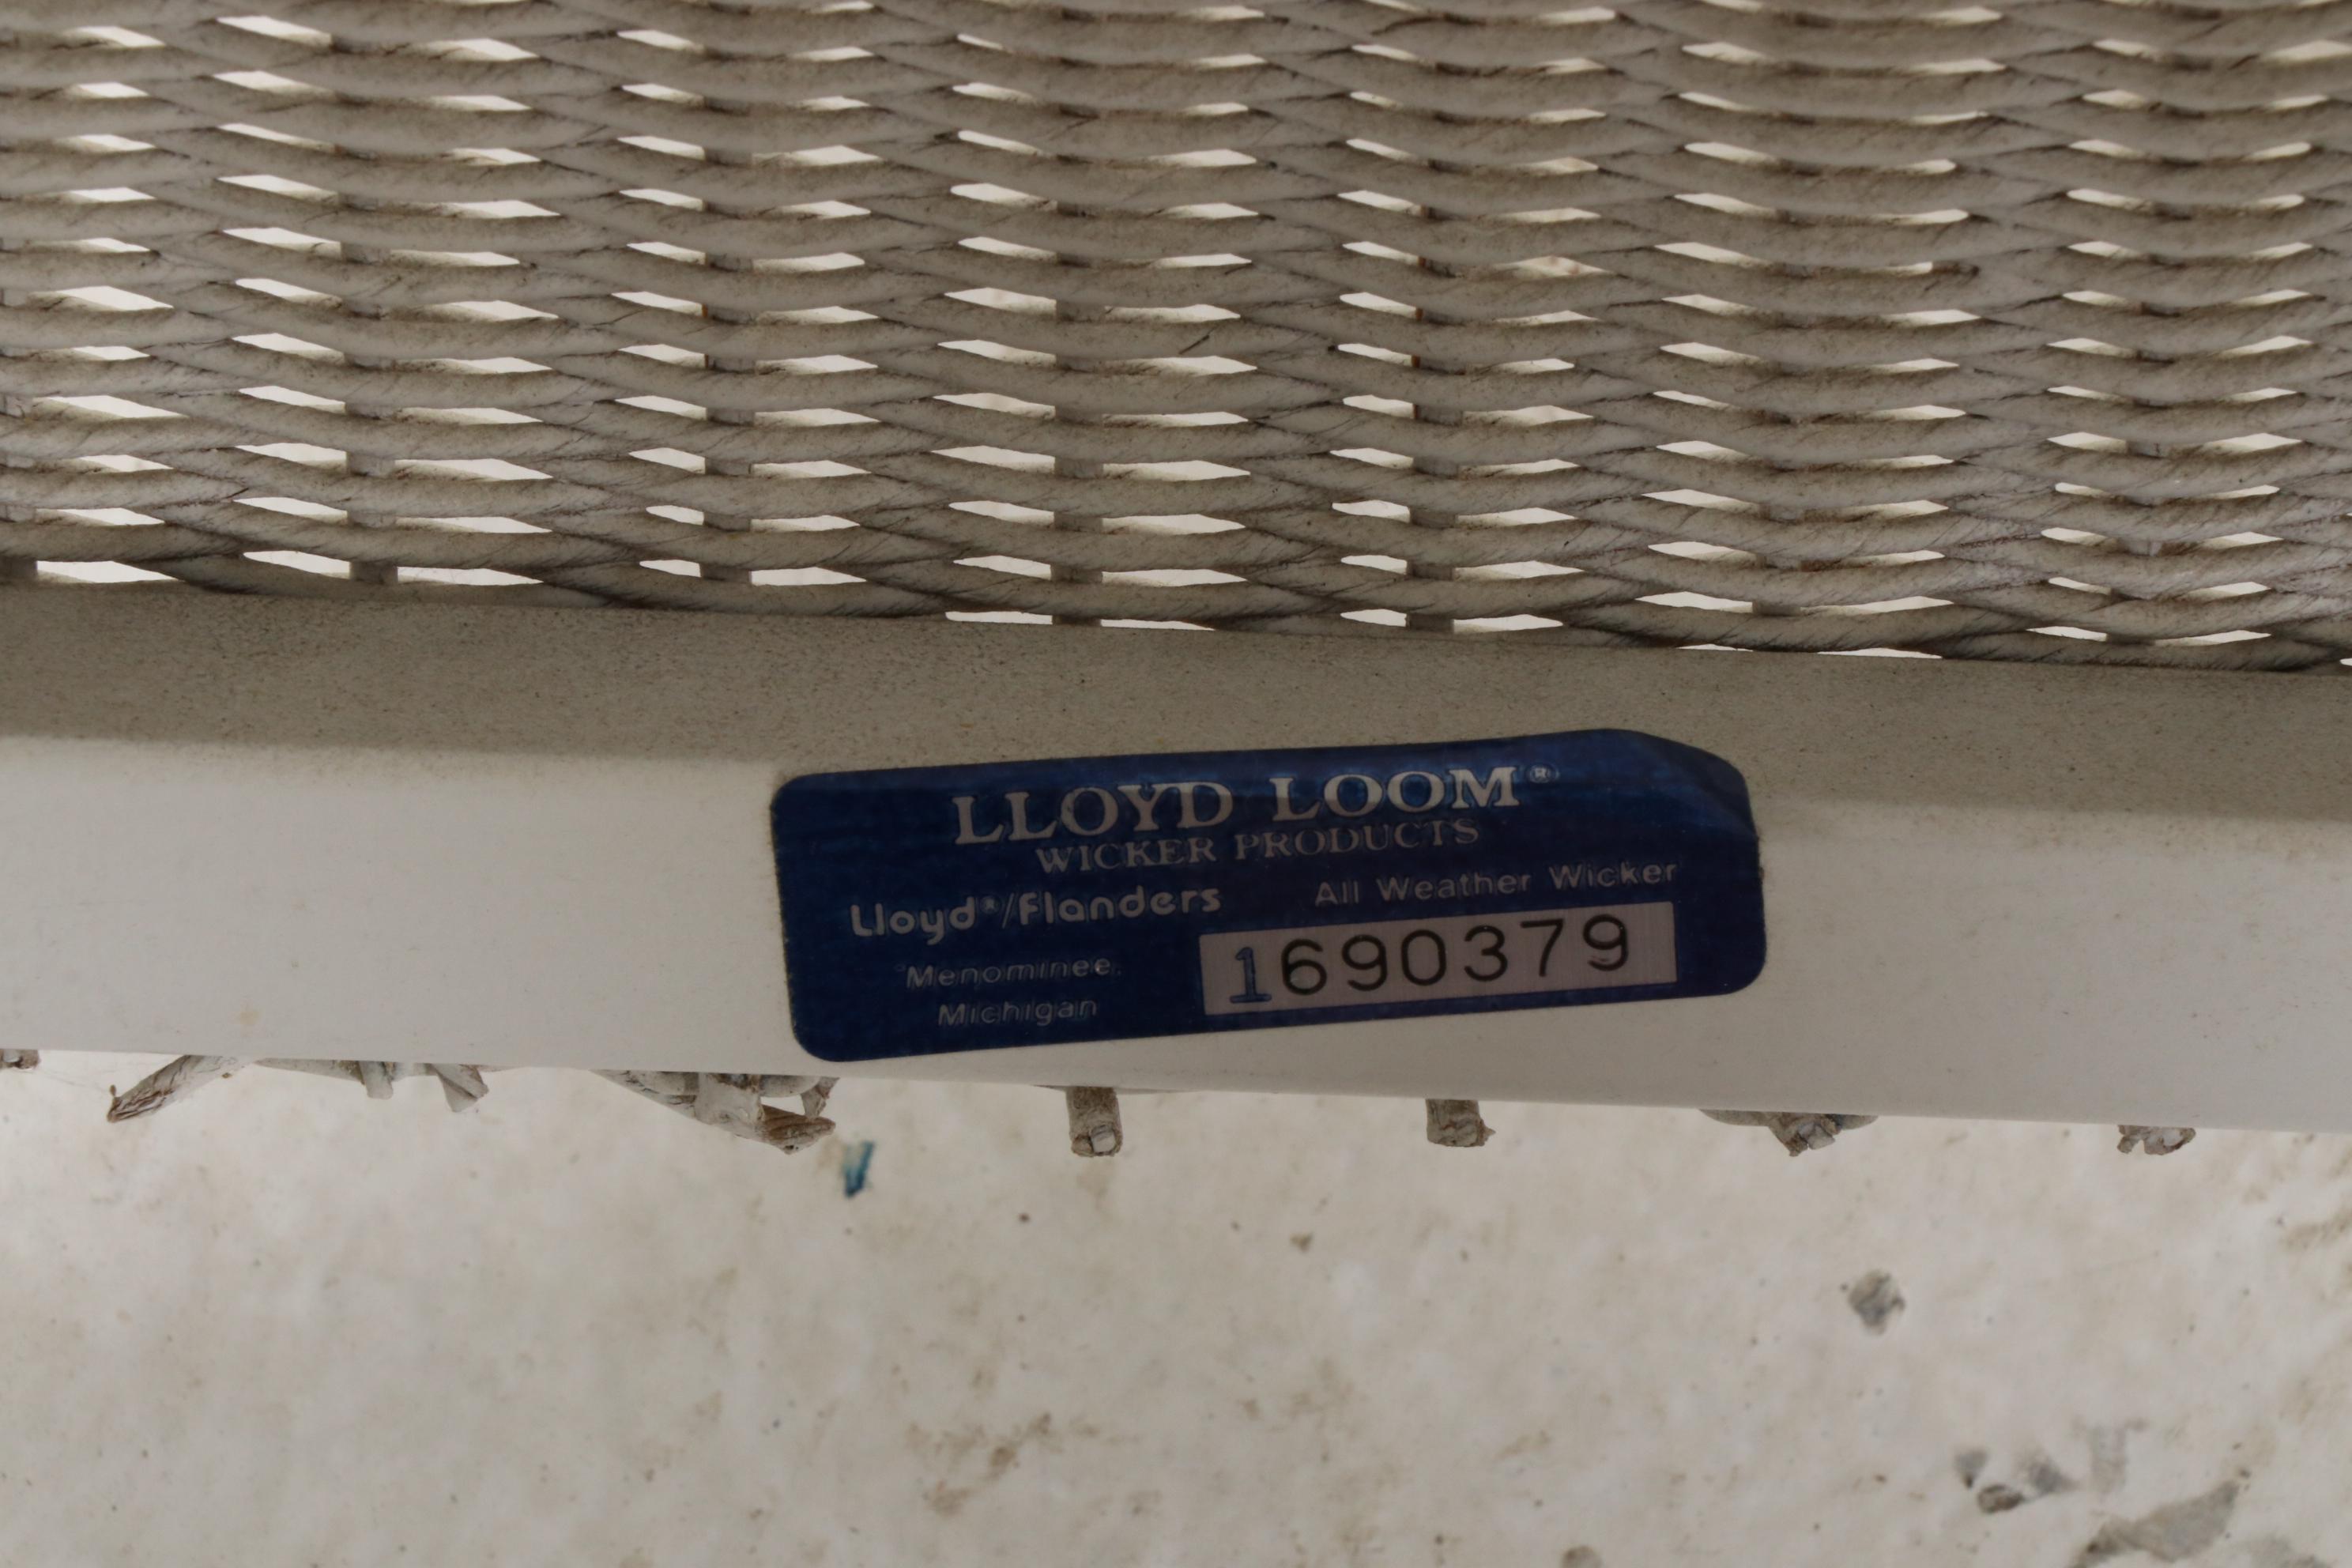 LLOYD LOOM®
WICKER PRODUCTS
Lloyd®/Flanders
All Weather Wicker
Menominee,
Michigan
1690379